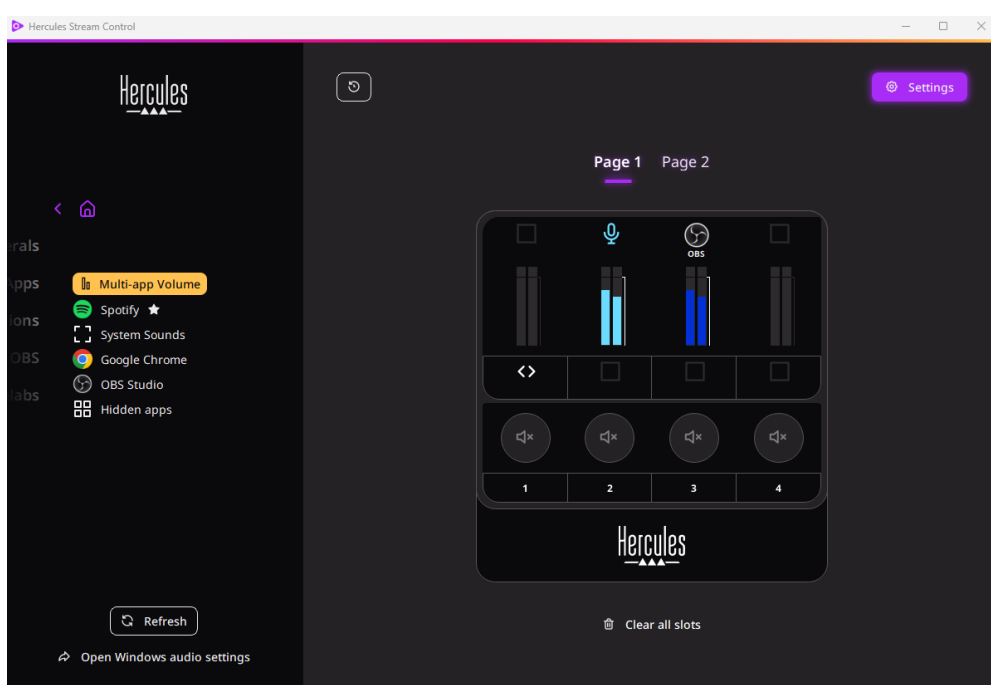 Hercules Stream Control
Hercules
Settings
Page 1 Page 2
erals
Apps
ions
OBS
labs
Multi-app Volume
Spotify
System Sounds
Google Chrome
OBS Studio
Hidden apps
OBS
1 2 3 4
Hercules
Refresh
Open Windows audio settings
Clear all slots